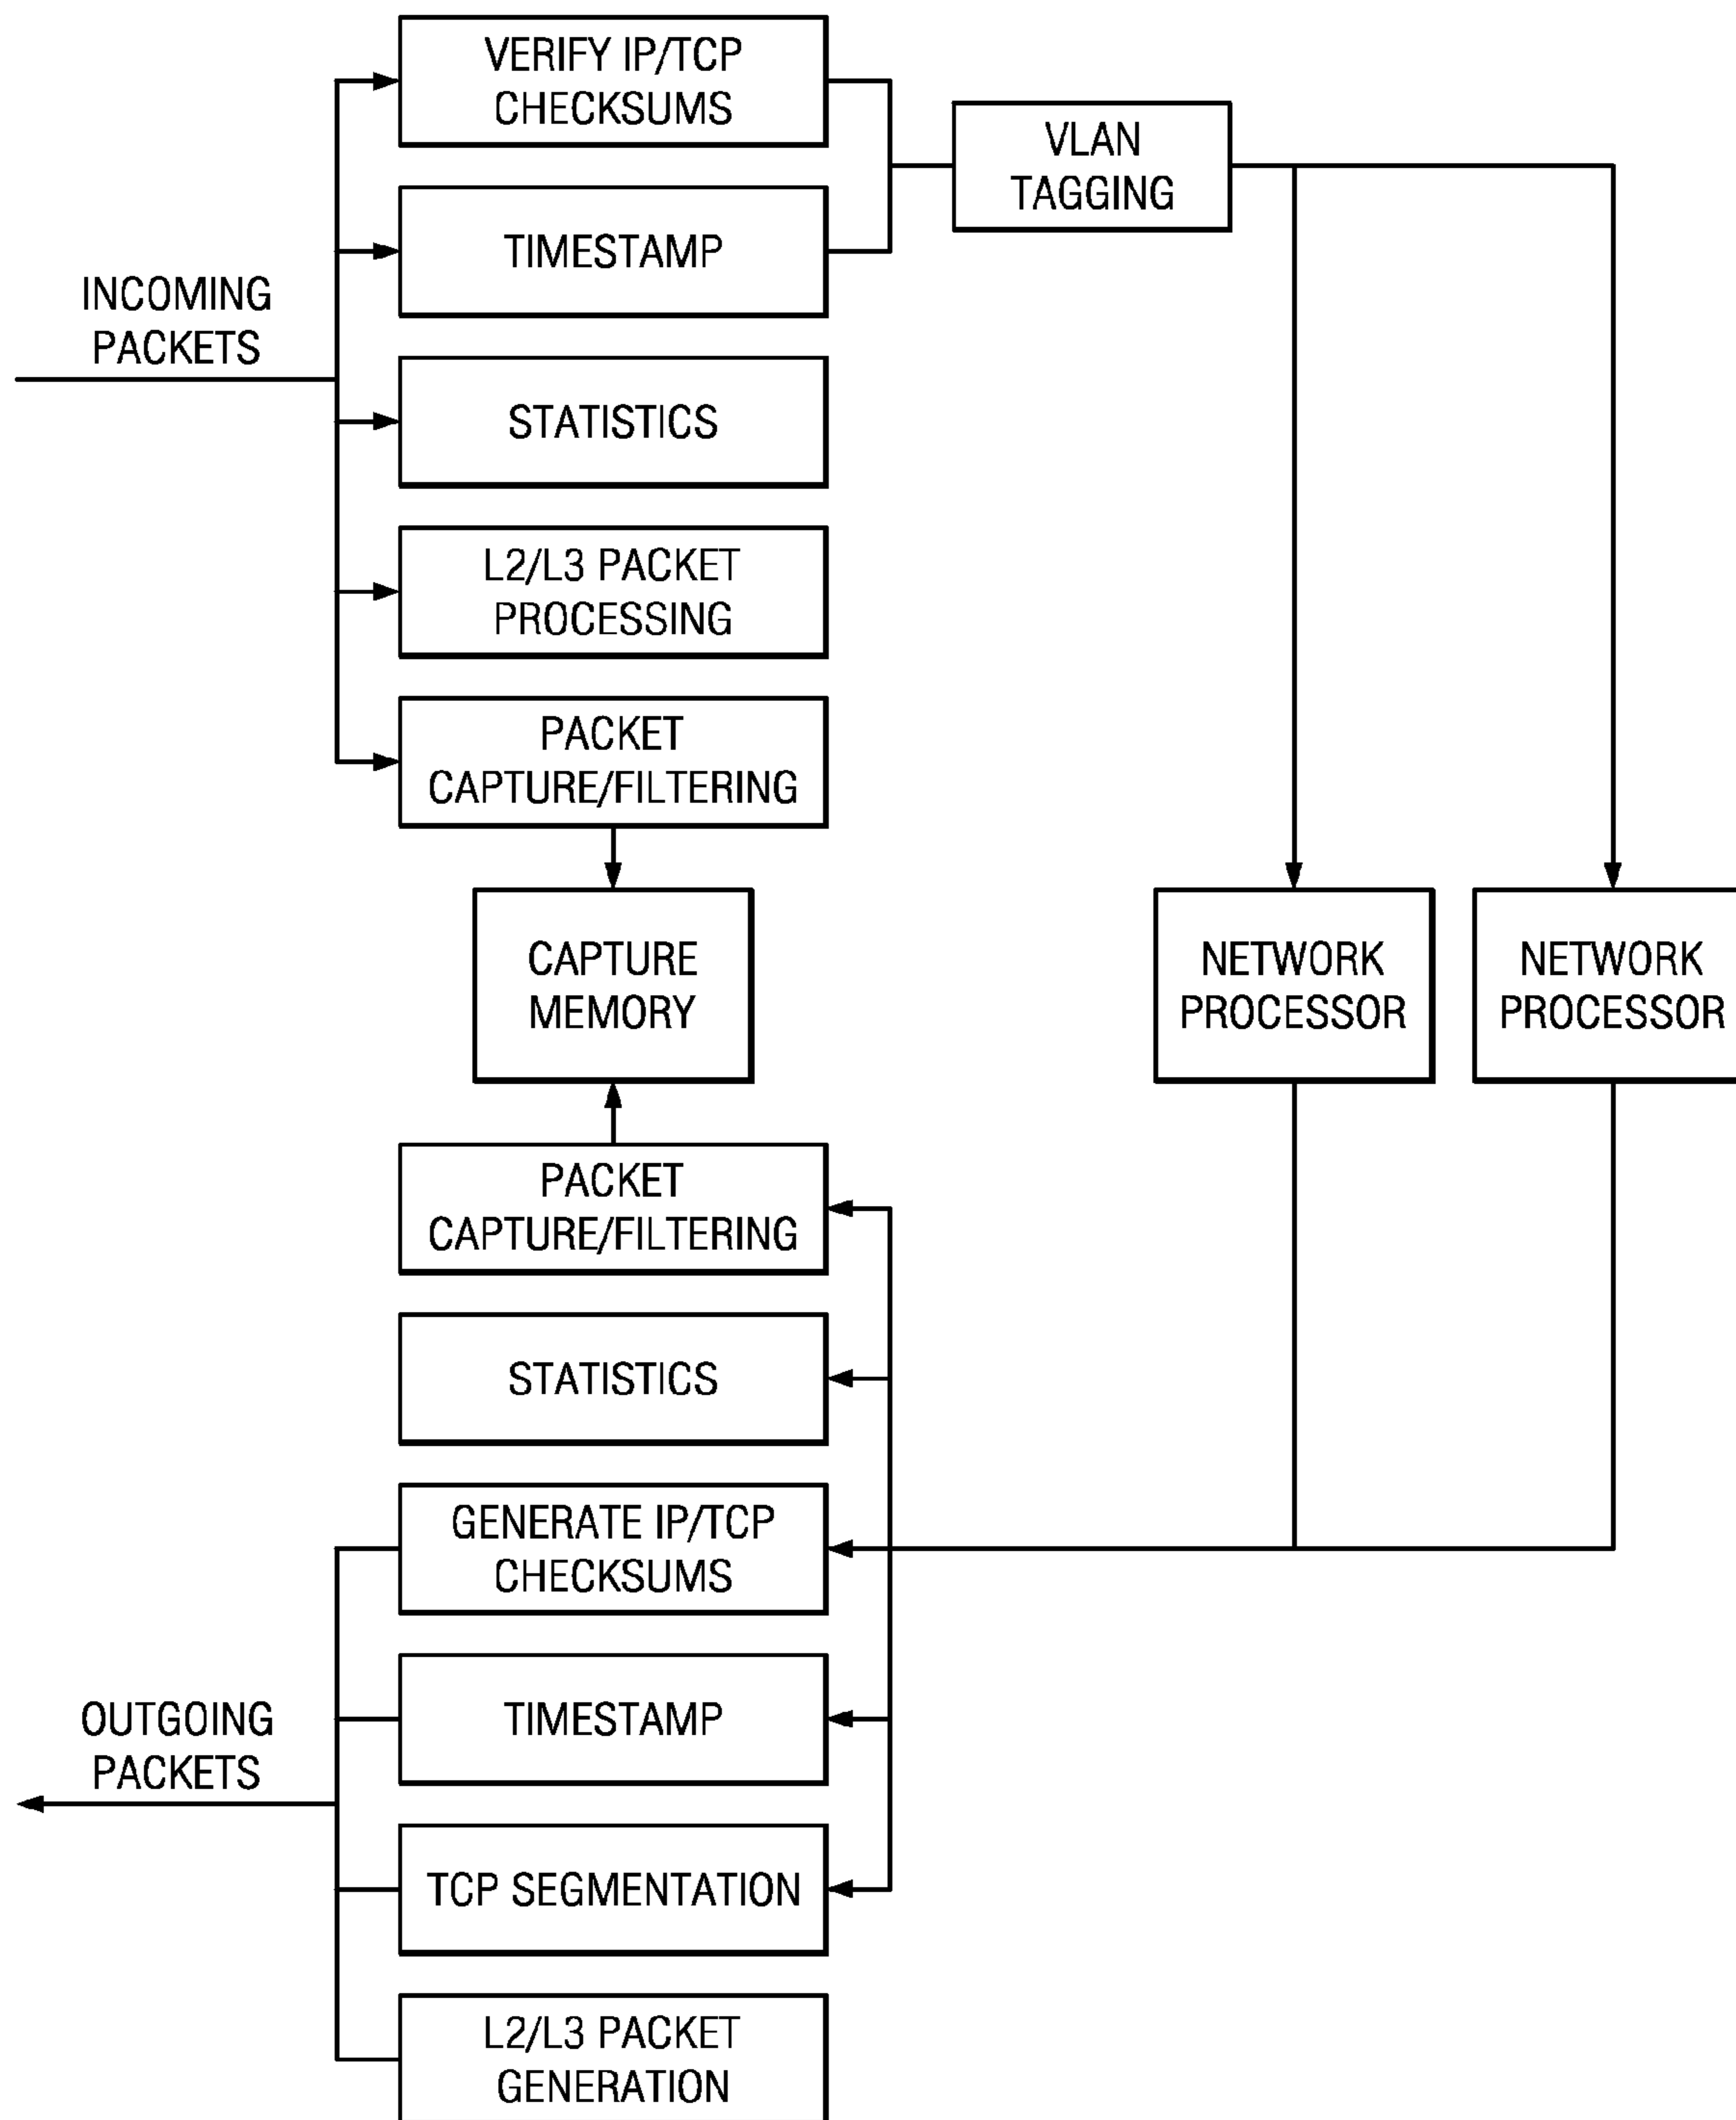 VERIFY IP/TCP
CHECKSUMS
VLAN
TAGGING
TIMESTAMP
INCOMING
PACKETS
STATISTICS
L2/L3 PACKET
PROCESSING
PACKET
CAPTURE/FILTERING
CAPTURE
MEMORY
NETWORK
PROCESSOR
NETWORK
PROCESSOR
PACKET
CAPTURE/FILTERING
STATISTICS
GENERATE IP/TCP
CHECKSUMS
TIMESTAMP
OUTGOING
PACKETS
TCP SEGMENTATION
L2/L3 PACKET
GENERATION